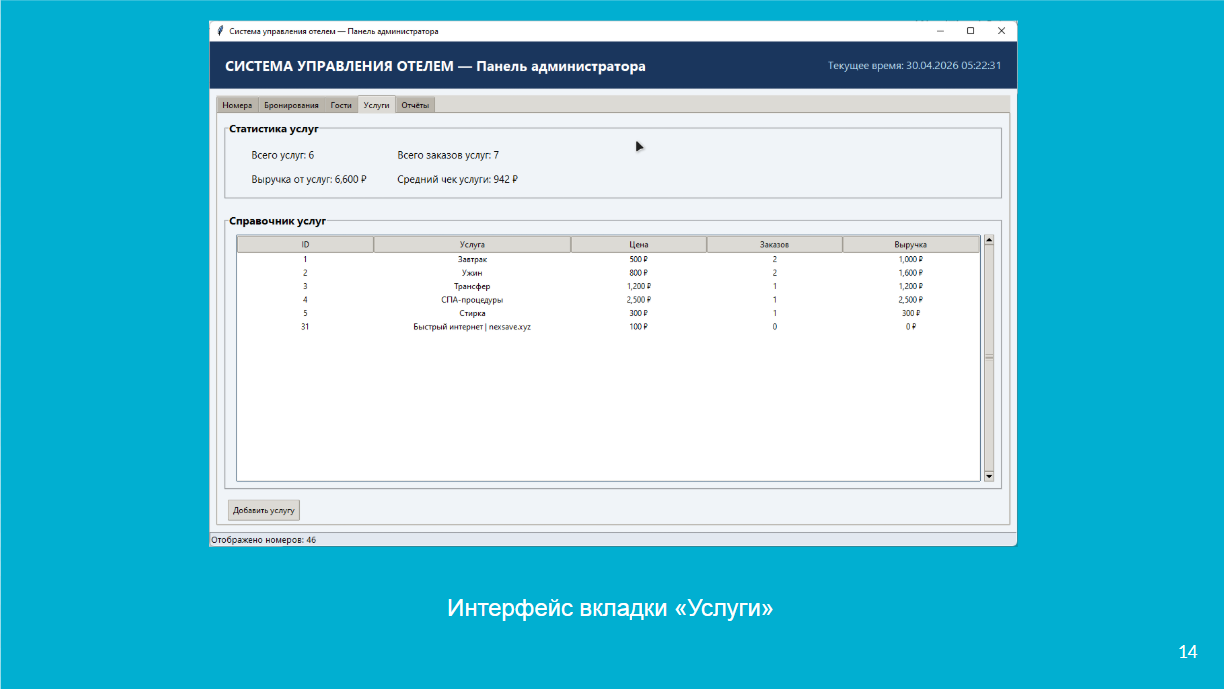 Система управления отелем — Панель администратора
СИСТЕМА УПРАВЛЕНИЯ ОТЕЛЕМ — Панель администратора
Текущее время: 30.04.2026 05:22:31
Номера Бронирования Гости Услуги Отчёты
Статистика услуг
Всего услуг: 6 Всего заказов услуг: 7
Выручка от услуг: 6,600 ₽ Средний чек услуги: 942 ₽
Справочник услуг
ID Услуга Цена Заказов Выручка
1 Завтрак 500 ₽ 2 1,000 ₽
2 Ужин 800 ₽ 2 1,600 ₽
3 Трансфер 1,200 ₽ 1 1,200 ₽
4 СПА-процедуры 2,500 ₽ 1 2,500 ₽
5 Стирка 300 ₽ 1 300 ₽
31 Быстрый интернет | nexsave.xyz 100 ₽ 0 0 ₽
Добавить услугу
Отображено номеров: 46
Интерфейс вкладки «Услуги»
14